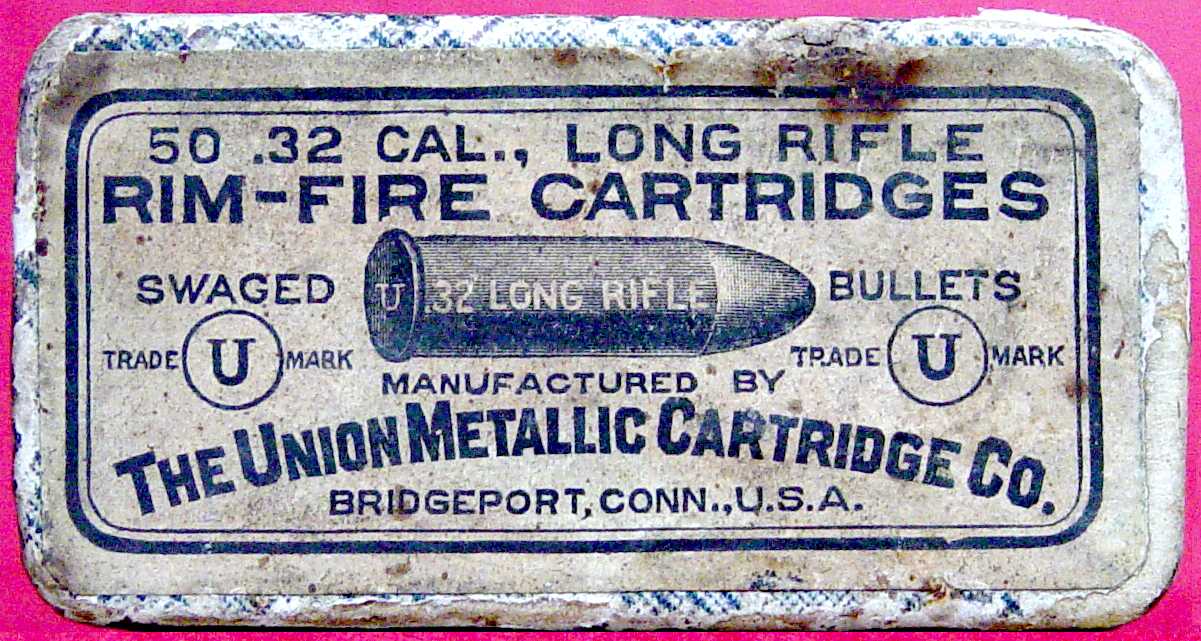 50 .32 CAL., LONG RIFLE
RIM-FIRE CARTRIDGES
SWAGED
U .32 LONG RIFLE
BULLETS
TRADE U MARK
TRADE U MARK
MANUFACTURED BY
THE UNION METALLIC CARTRIDGE CO.
BRIDGEPORT, CONN., U.S.A.